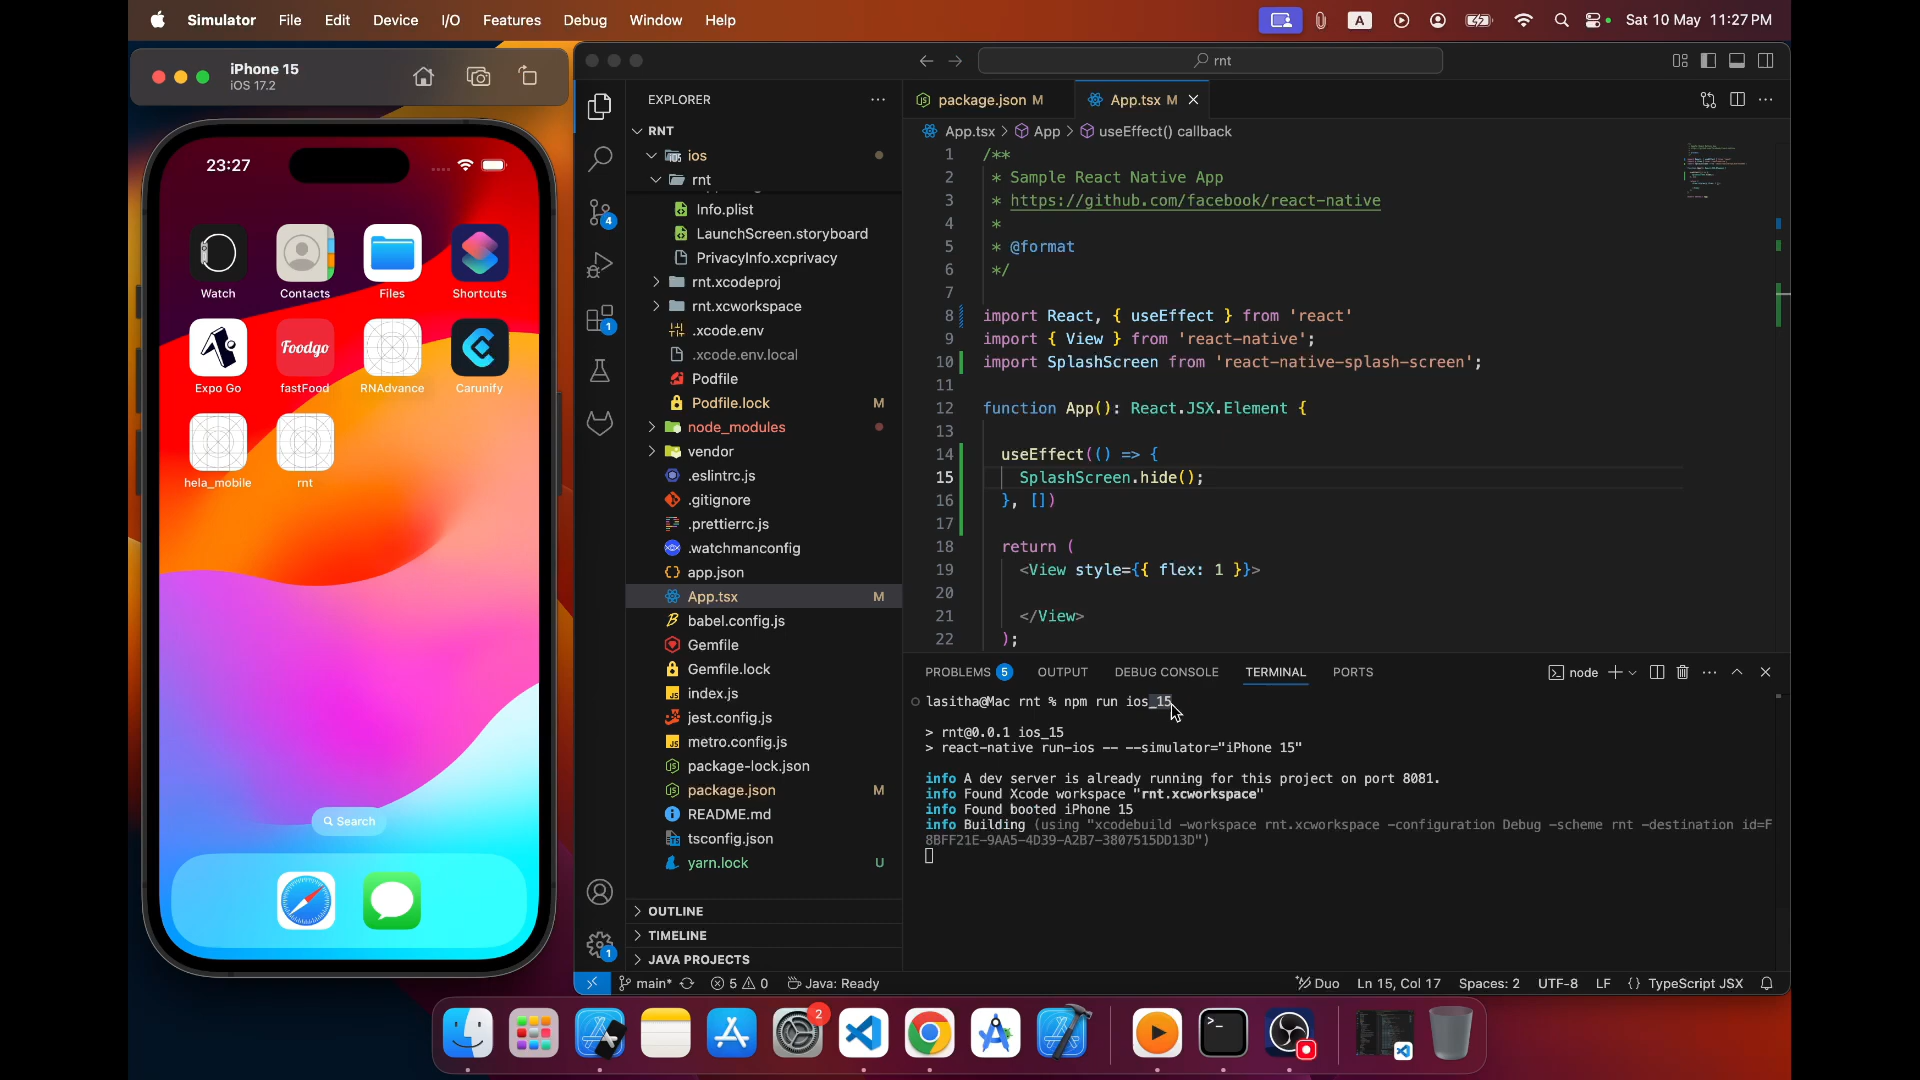 Simulator File Edit Device I/O Features Debug Window Help
A
Sat 10 May 11:27 PM
iPhone 15
iOS 17.2
23:27
Watch
Contacts
Files
Shortcuts
Foodgo
Expo Go
fastFood
RNAdvance
Carunify
hela_mobile
rnt
Search
rnt
EXPLORER
RNT
ios
rnt
Info.plist
LaunchScreen.storyboard
PrivacyInfo.xcprivacy
rnt.xcodeproj
rnt.xcworkspace
.xcode.env
.xcode.env.local
Podfile
Podfile.lock M
node_modules
vendor
.eslintrc.js
.gitignore
.prettierrc.js
.watchmanconfig
app.json
App.tsx M
babel.config.js
Gemfile
Gemfile.lock
index.js
jest.config.js
metro.config.js
package-lock.json
package.json M
README.md
tsconfig.json
yarn.lock U
OUTLINE
TIMELINE
JAVA PROJECTS
4
1
1
package.json M
App.tsx M
App.tsx > App > useEffect() callback
1 /**
2 * Sample React Native App
3 * https://github.com/facebook/react-native
4 *
5 * @format
6 */
7
8 import React, { useEffect } from 'react'
9 import { View } from 'react-native';
10 import SplashScreen from 'react-native-splash-screen';
11
12 function App(): React.JSX.Element {
13
14 useEffect(() => {
15 SplashScreen.hide();
16 }, [])
17
18 return (
19 <View style={{ flex: 1 }}>
20
21 </View>
22 );
PROBLEMS 5 OUTPUT DEBUG CONSOLE TERMINAL PORTS
node
lasitha@Mac rnt % npm run ios_15
> rnt@0.0.1 ios_15
> react-native run-ios -- --simulator="iPhone 15"
info A dev server is already running for this project on port 8081.
info Found Xcode workspace "rnt.xcworkspace"
info Found booted iPhone 15
info Building (using "xcodebuild -workspace rnt.xcworkspace -configuration Debug -scheme rnt -destination id=F
8BFF21E-9AA5-4D39-A2B7-3807515DD13D")
main* 5 0 Java: Ready
Duo Ln 15, Col 17 Spaces: 2 UTF-8 LF {} TypeScript JSX
2